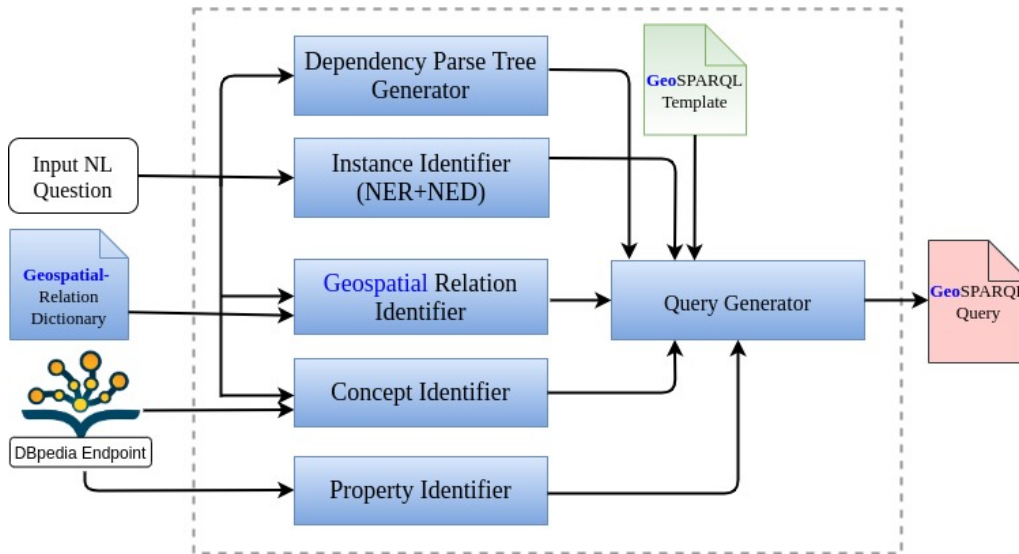 Dependency Parse Tree
Generator
GeoSPARQL
Template
Input NL
Question
Instance Identifier
(NER+NED)
Geospatial-
Relation
Dictionary
Geospatial Relation
Identifier
Query Generator
GeoSPARQL
Query
Concept Identifier
DBpedia Endpoint
Property Identifier